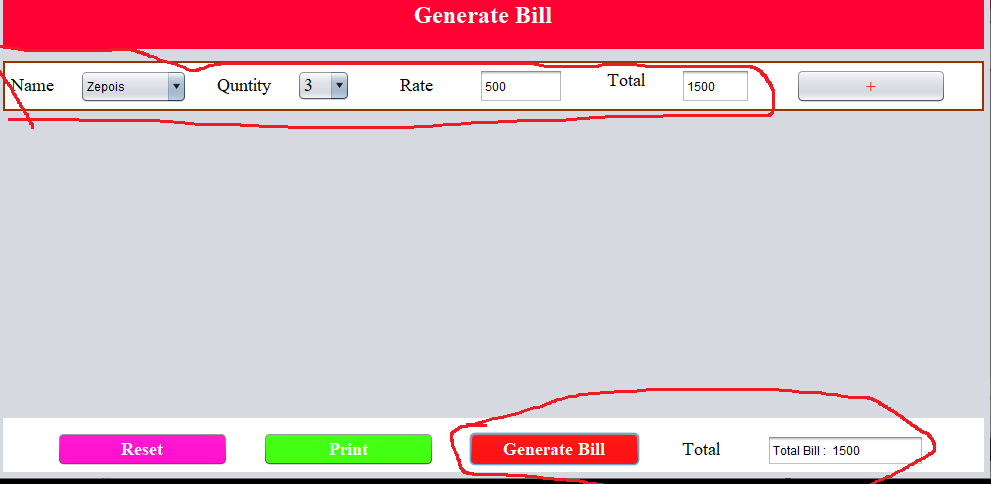 Generate Bill
Name Zepois Quntity 3 Rate 500 Total 1500 +
Reset Print Generate Bill Total Total Bill : 1500